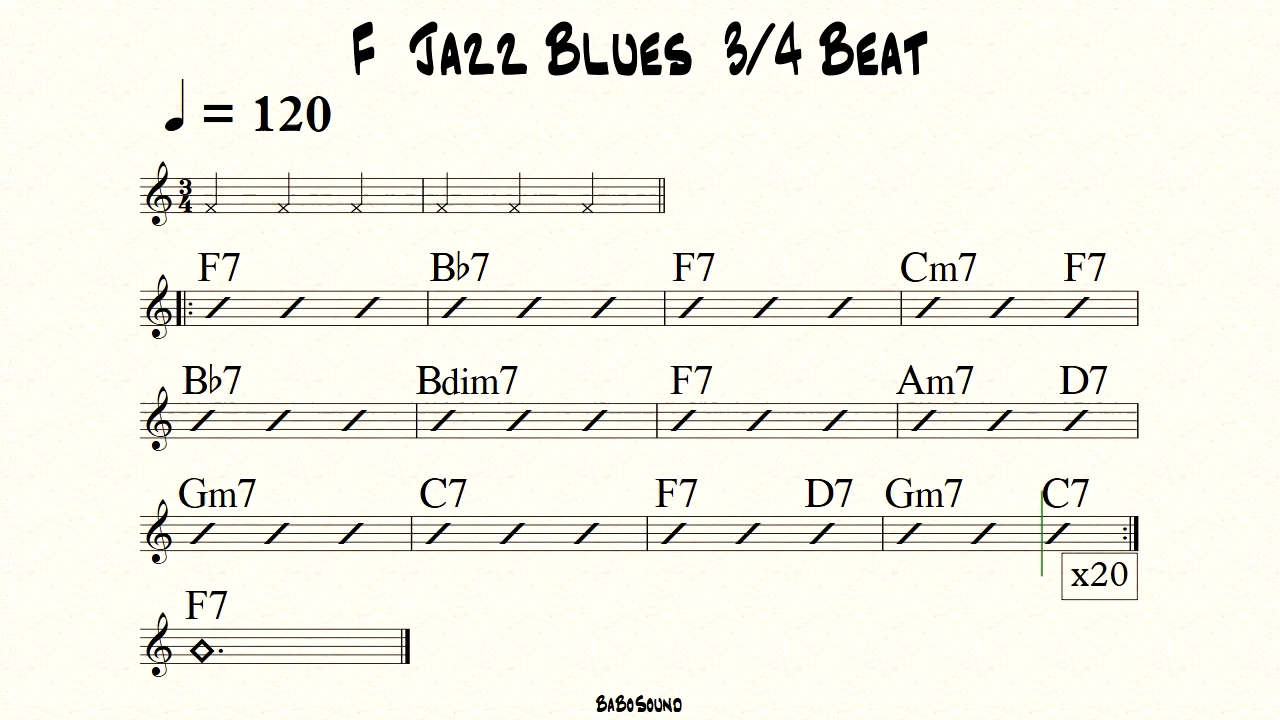 F Jazz Blues 3/4 Beat
♩ = 120
3/4
F7 B♭7 F7 Cm7 F7
B♭7 Bdim7 F7 Am7 D7
Gm7 C7 F7 D7 Gm7 C7
x20
F7
BaBoSound